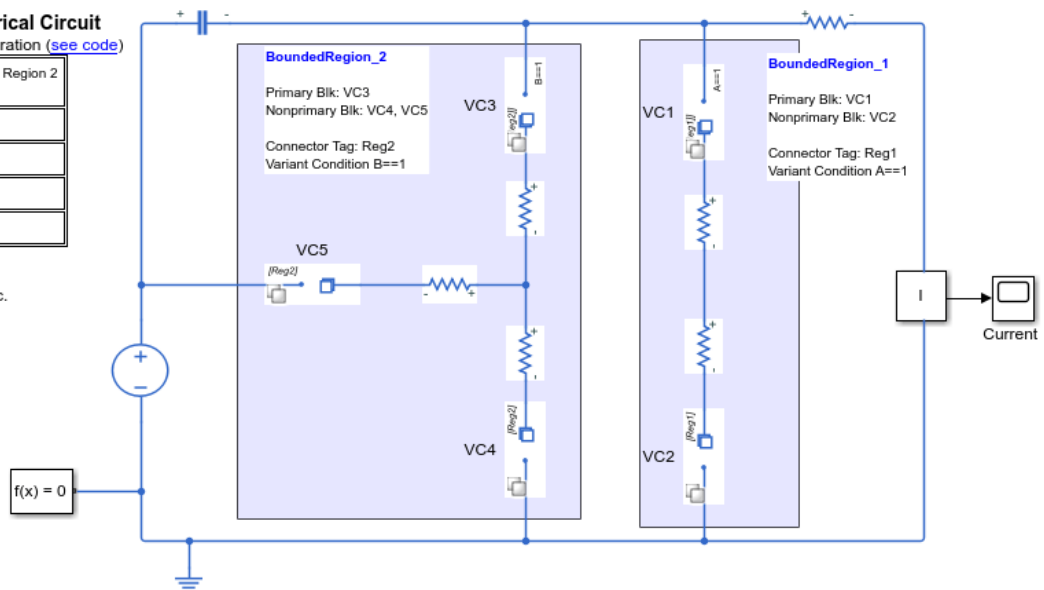 rical Circuit
ration (see code)
Region 2
c.
+ -
+ -
BoundedRegion_2
Primary Blk: VC3
Nonprimary Blk: VC4, VC5
Connector Tag: Reg2
Variant Condition B==1
VC3
B==1
eg2]]
+
-
VC1
A==1
eg1]]
+
-
BoundedRegion_1
Primary Blk: VC1
Nonprimary Blk: VC2
Connector Tag: Reg1
Variant Condition A==1
VC5
[Reg2]
- +
+
-
+
-
I
Current
+
−
VC4
[Reg2]
VC2
[Reg1]
f(x) = 0